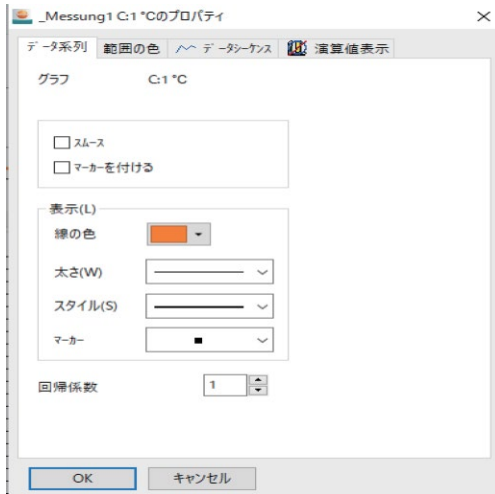 _Messung1 C:1 °Cのプロパティ
データ系列 範囲の色 データシーケンス 演算値表示
グラフ C:1 °C
スムース
マーカーを付ける
表示(L)
線の色
太さ(W)
スタイル(S)
マーカー
回帰係数 1
OK キャンセル